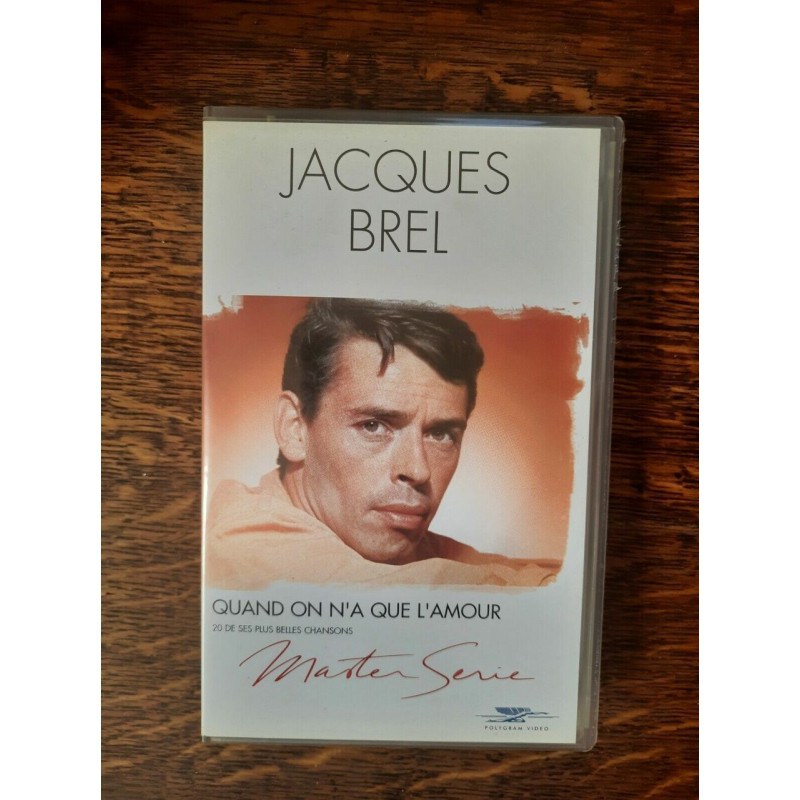 JACQUES
BREL
QUAND ON N'A QUE L'AMOUR
20 DE SES PLUS BELLES CHANSONS
Master Serie
POLYGRAM VIDEO